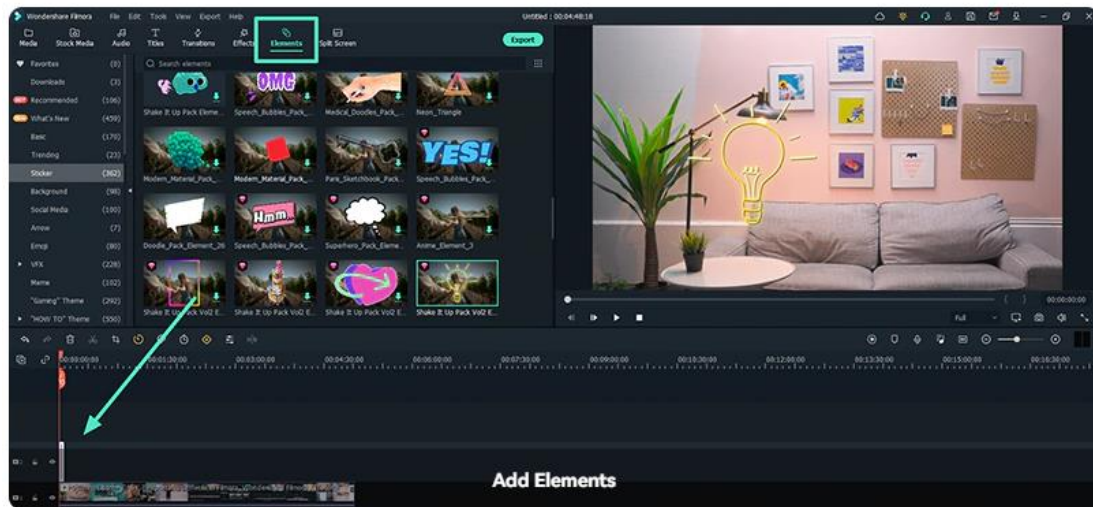 Wondershare Filmora File Edit Tools View Export Help Untitled : 00:04:48:18
Media Stock Media Audio Titles Transitions Effects Elements Split Screen Export
Favorites (0) Search elements
Downloads (3)
Recommended (106)
Shake It Up Pack Eleme... Speech_Bubbles_Pack_... Medical_Doodles_Pack_... Neon_Triangle
What's New (459)
Basic (170)
Trending (23)
Sticker (362)
Modern_Material_Pack_... Modern_Material_Pack_... Para_Sketchbook_Pack... Speech_Bubbles_Pack_...
Background (98)
Social Media (100)
Arrow (7)
Emoji (80)
Doodle_Pack_Element_26 Speech_Bubbles_Pack_... Superhero_Pack_Eleme... Anime_Element_3
VFX (228)
Meme (102)
"Gaming" Theme (292)
"HOW TO" Theme (550)
Shake It Up Pack Vol2 E... Shake It Up Pack Vol2 E... Shake It Up Pack Vol2 E... Shake It Up Pack Vol2 E...
OMG
YES!
Hmm
00:00:00:00
Full
00:00:00:00 00:01:30:00 00:03:00:00 00:04:30:00 00:06:00:00 00:07:30:00 00:09:00:00 00:10:30:00 00:12:00:00 00:13:30:00 00:15:00:00 00:16:30:00
Add Elements